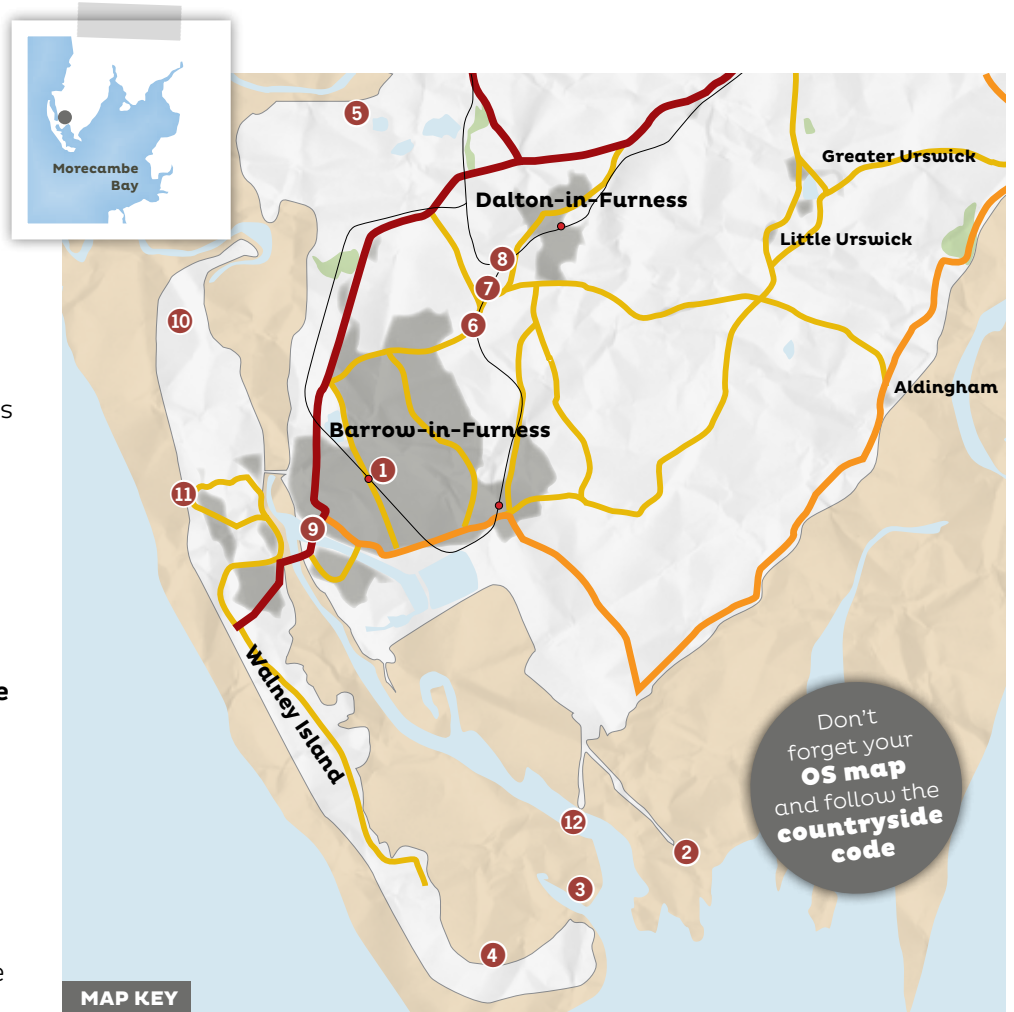 Morecambe
Bay
5
Greater Urswick
Dalton-in-Furness
Little Urswick
8
7
10
6
Aldingham
s
Barrow-in-Furness
1
11
9
Walney Island
e
Don't
forget your
OS map
and follow the
countryside
code
12
2
3
4
e
MAP KEY